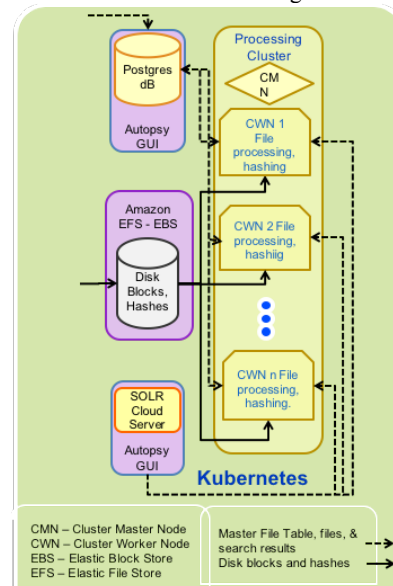 Postgres
dB
Autopsy
GUI
Processing
Cluster
CM
N
CWN 1
File
processing,
hashing
Amazon
EFS - EBS
Disk
Blocks,
Hashes
CWN 2 File
processing,
hashiig
CWN n File
processing,
hashing.
SOLR
Cloud
Server
Autopsy
GUI
Kubernetes
CMN – Cluster Master Node
CWN – Cluster Worker Node
EBS – Elastic Block Store
EFS – Elastic File Store
Master File Table, files, &
search results
Disk blocks and hashes